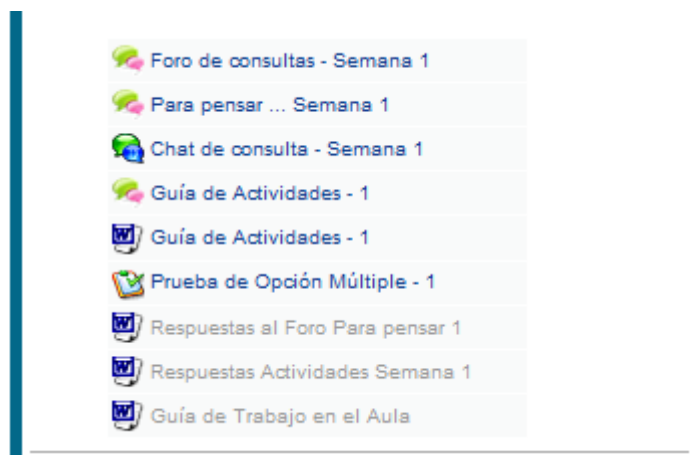 Foro de consultas - Semana 1
Para pensar ... Semana 1
Chat de consulta - Semana 1
Guía de Actividades - 1
Guía de Actividades - 1
Prueba de Opción Múltiple - 1
Respuestas al Foro Para pensar 1
Respuestas Actividades Semana 1
Guía de Trabajo en el Aula